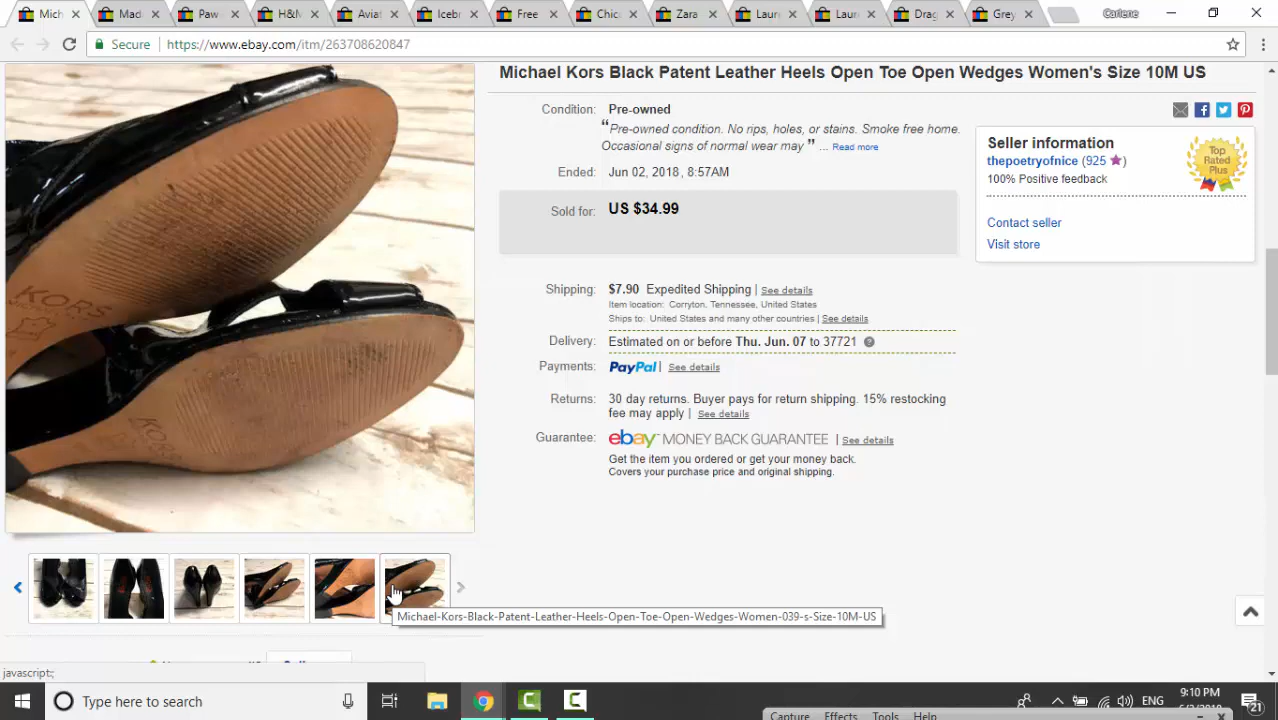 Mich
Mad
Paw
H&M
Aviat
Icebr
Free
Chic
Zara
Laur
Laur
Drag
Grey
Carlene
Secure
https://www.ebay.com/itm/263708620847
Michael Kors Black Patent Leather Heels Open Toe Open Wedges Women's Size 10M US
Condition: Pre-owned
“Pre-owned condition. No rips, holes, or stains. Smoke free home.
Occasional signs of normal wear may ” ... Read more
Ended: Jun 02, 2018 , 8:57AM
Sold for: US $34.99
Seller information
thepoetryofnice (925 )
100% Positive feedback
Top
Rated
Plus
Contact seller
Visit store
Shipping: $7.90 Expedited Shipping | See details
Item location: Corryton, Tennessee, United States
Ships to: United States and many other countries | See details
Delivery: Estimated on or before Thu. Jun. 07 to 37721
Payments: PayPal | See details
Returns: 30 day returns. Buyer pays for return shipping. 15% restocking
fee may apply | See details
Guarantee: ebay MONEY BACK GUARANTEE | See details
Get the item you ordered or get your money back.
Covers your purchase price and original shipping.
KORS
KORS
Michael-Kors-Black-Patent-Leather-Heels-Open-Toe-Open-Wedges-Women-039-s-Size-10M-US
javascript:;
Type here to search
ENG
9:10 PM
21
Capture Effects Tools Help